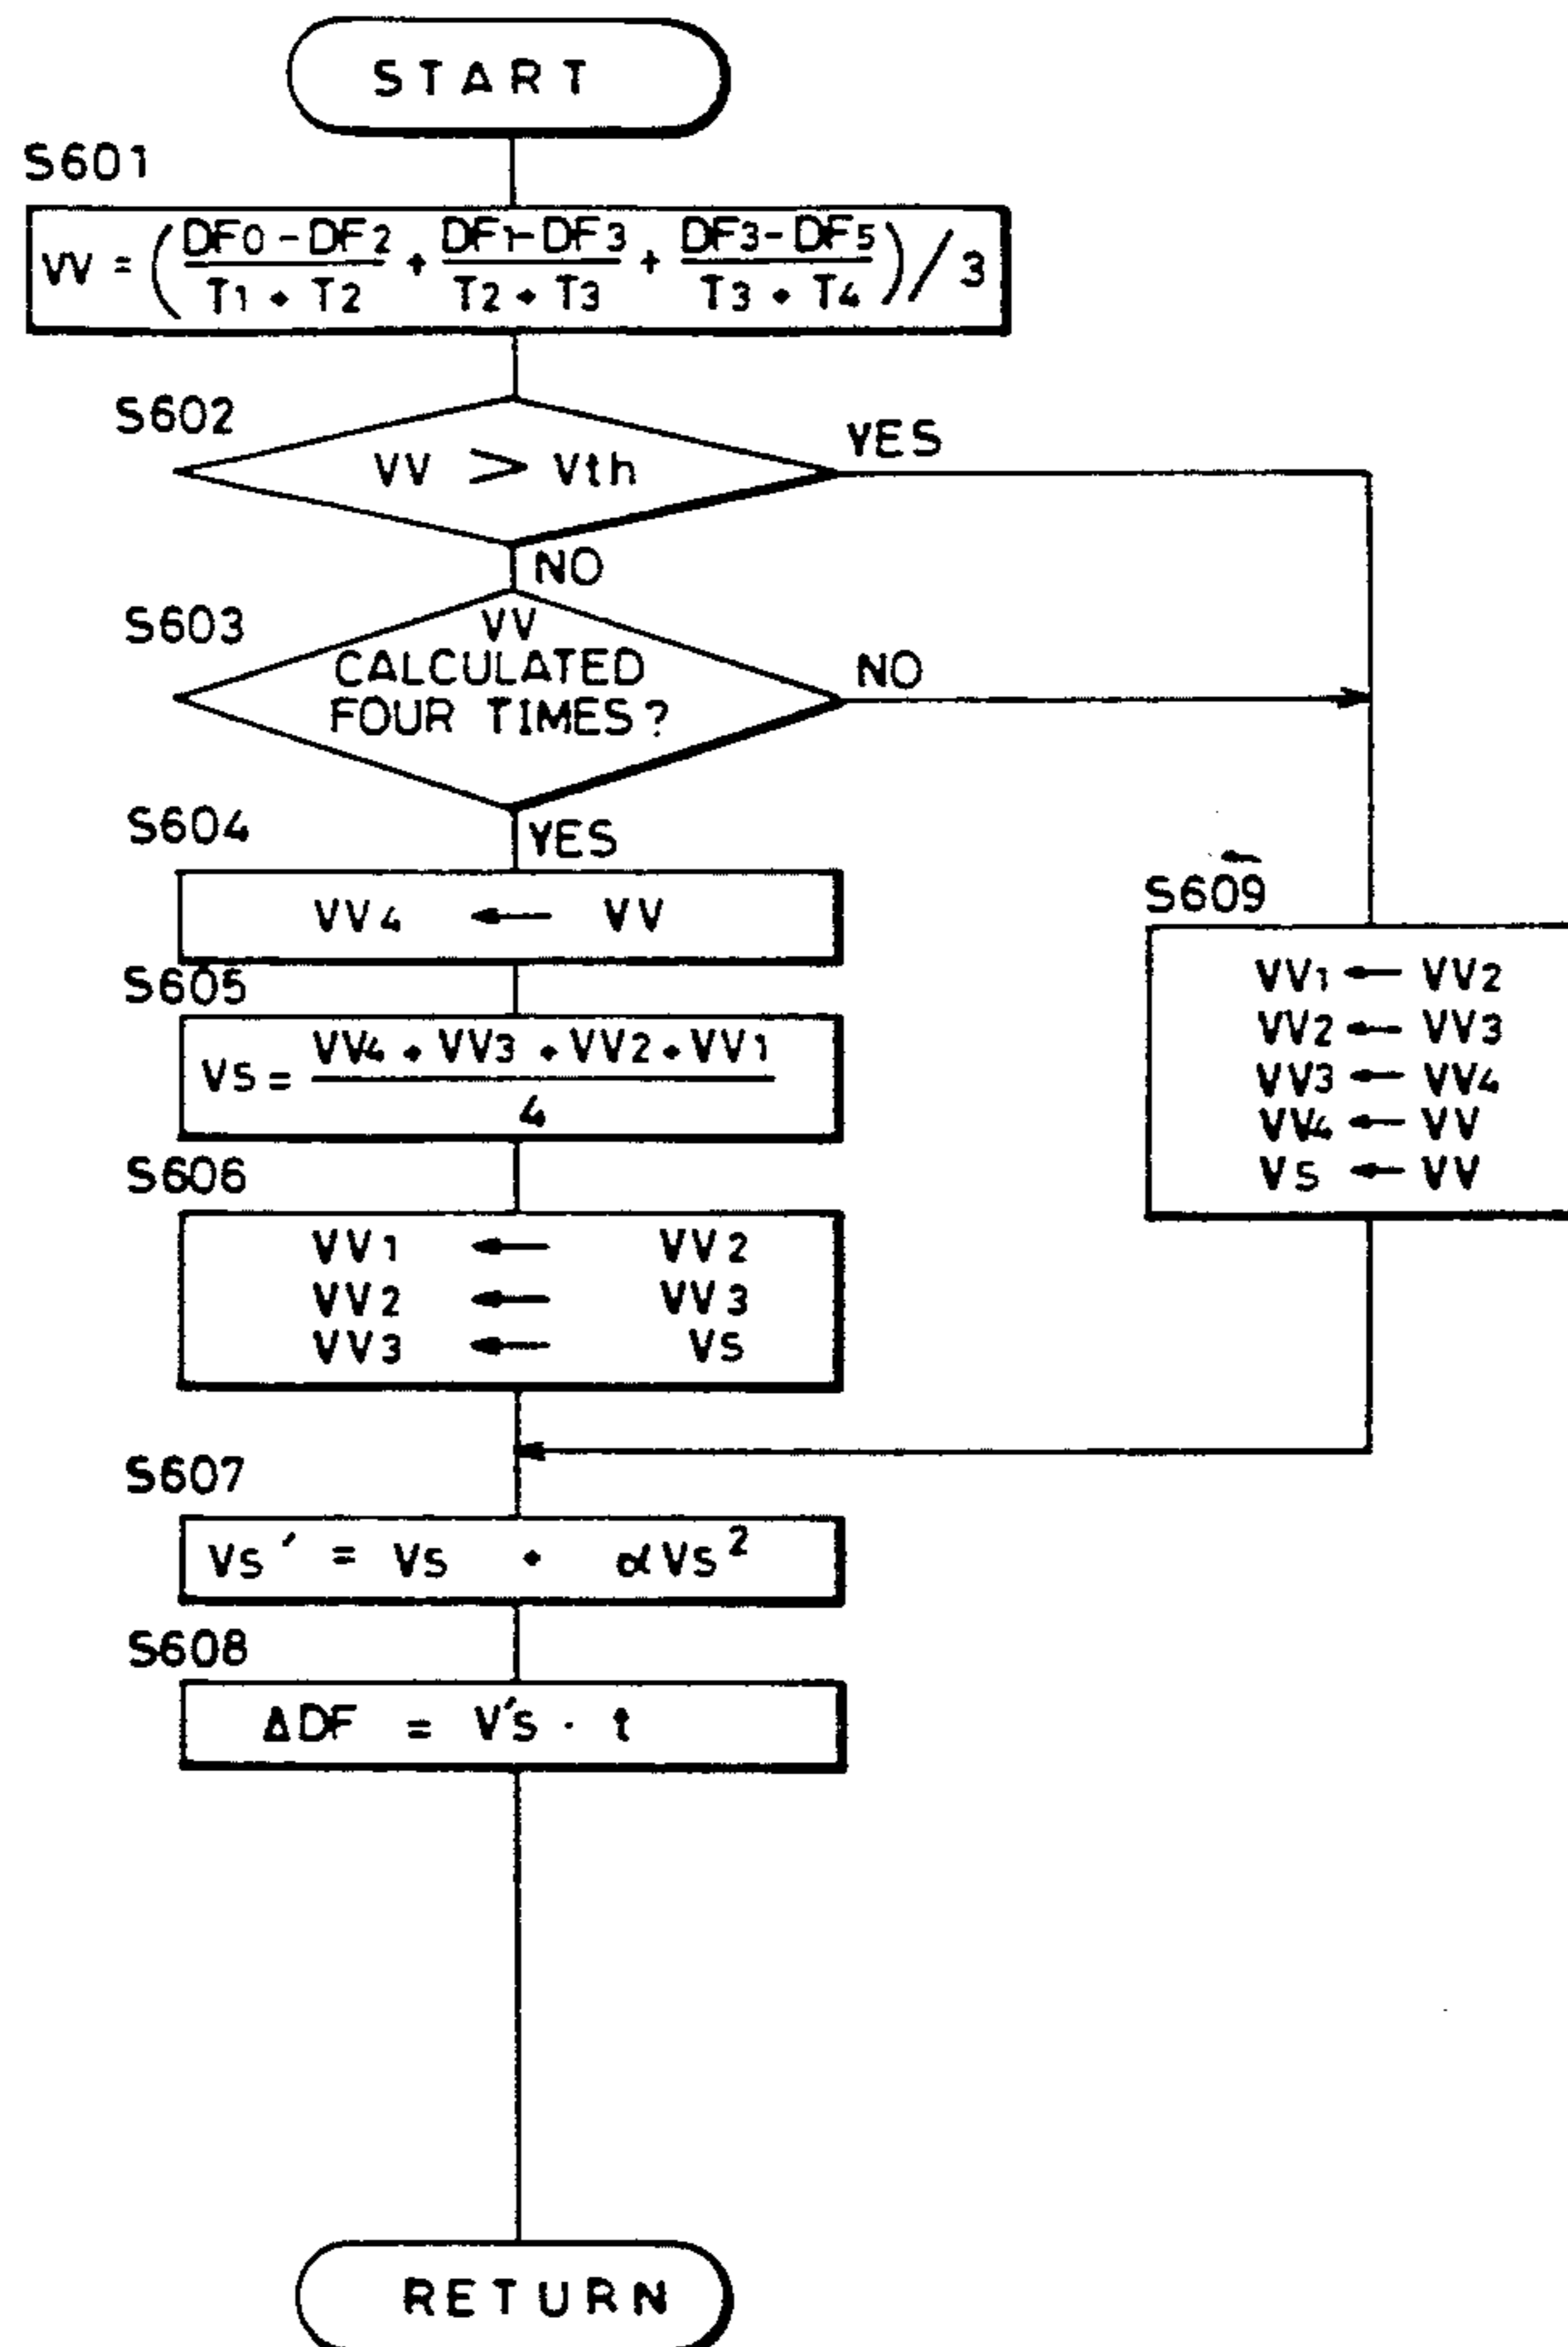 START
S601
VV = ( DF0 - DF2 / T1 + T2 + DF1 - DF3 / T2 + T3 + DF3 - DF5 / T3 + T4 ) / 3
S602
VV > Vth
YES
NO
S603
VV
CALCULATED
FOUR TIMES?
NO
YES
S604
VV4 ← VV
S605
VS = VV4 + VV3 + VV2 + VV1 / 4
S606
VV1 ← VV2
VV2 ← VV3
VV3 ← VS
S609
VV1 ← VV2
VV2 ← VV3
VV3 ← VV4
VV4 ← VV
VS ← VV
S607
VS' = VS + αVS²
S608
ΔDF = V'S · t
RETURN